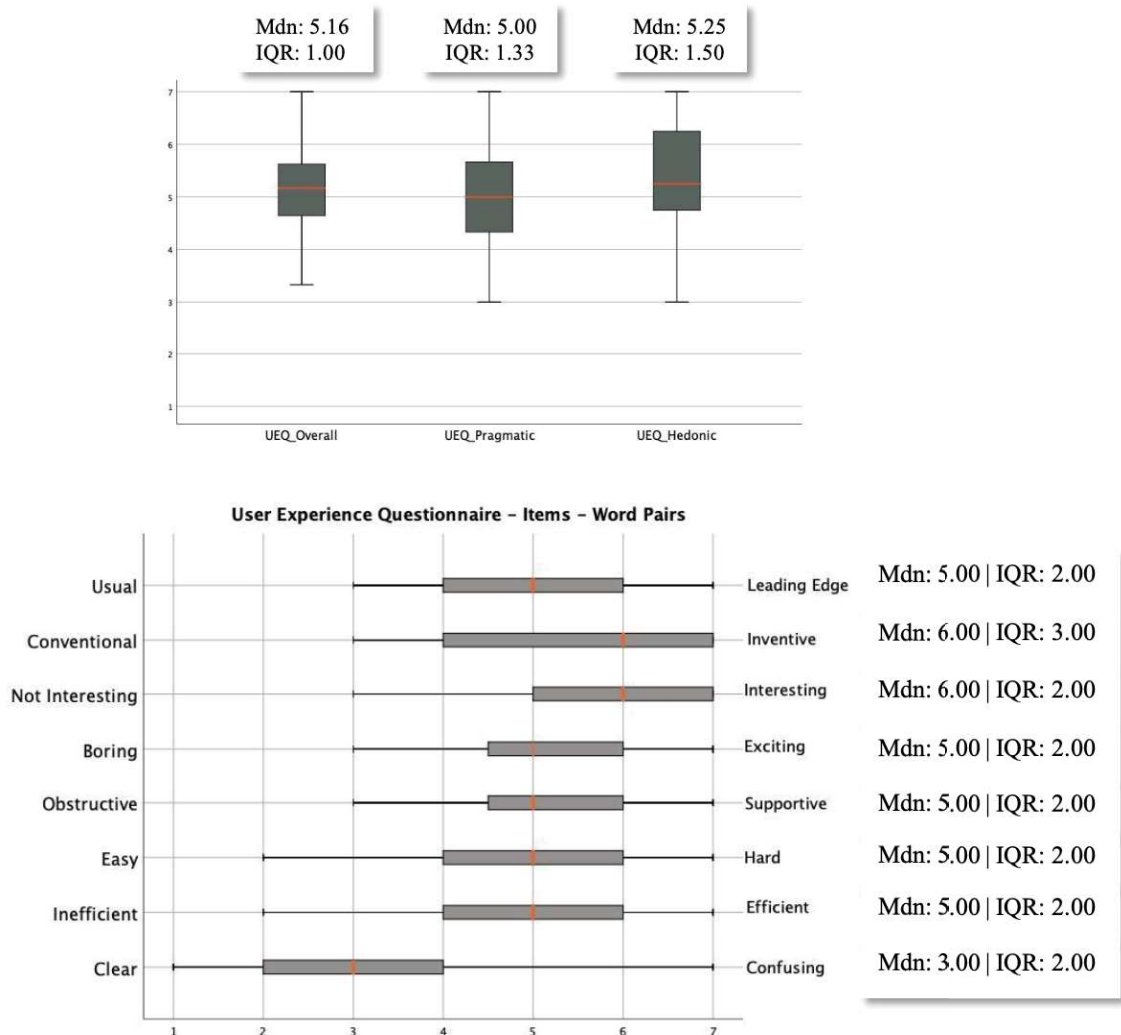 Mdn: 5.16
IQR: 1.00
Mdn: 5.00
IQR: 1.33
Mdn: 5.25
IQR: 1.50
7
6
5
4
3
2
1
UEQ_Overall UEQ_Pragmatic UEQ_Hedonic
User Experience Questionnaire – Items – Word Pairs
Usual Leading Edge Mdn: 5.00 | IQR: 2.00
Conventional Inventive Mdn: 6.00 | IQR: 3.00
Not Interesting Interesting Mdn: 6.00 | IQR: 2.00
Boring Exciting Mdn: 5.00 | IQR: 2.00
Obstructive Supportive Mdn: 5.00 | IQR: 2.00
Easy Hard Mdn: 5.00 | IQR: 2.00
Inefficient Efficient Mdn: 5.00 | IQR: 2.00
Clear Confusing Mdn: 3.00 | IQR: 2.00
1 2 3 4 5 6 7